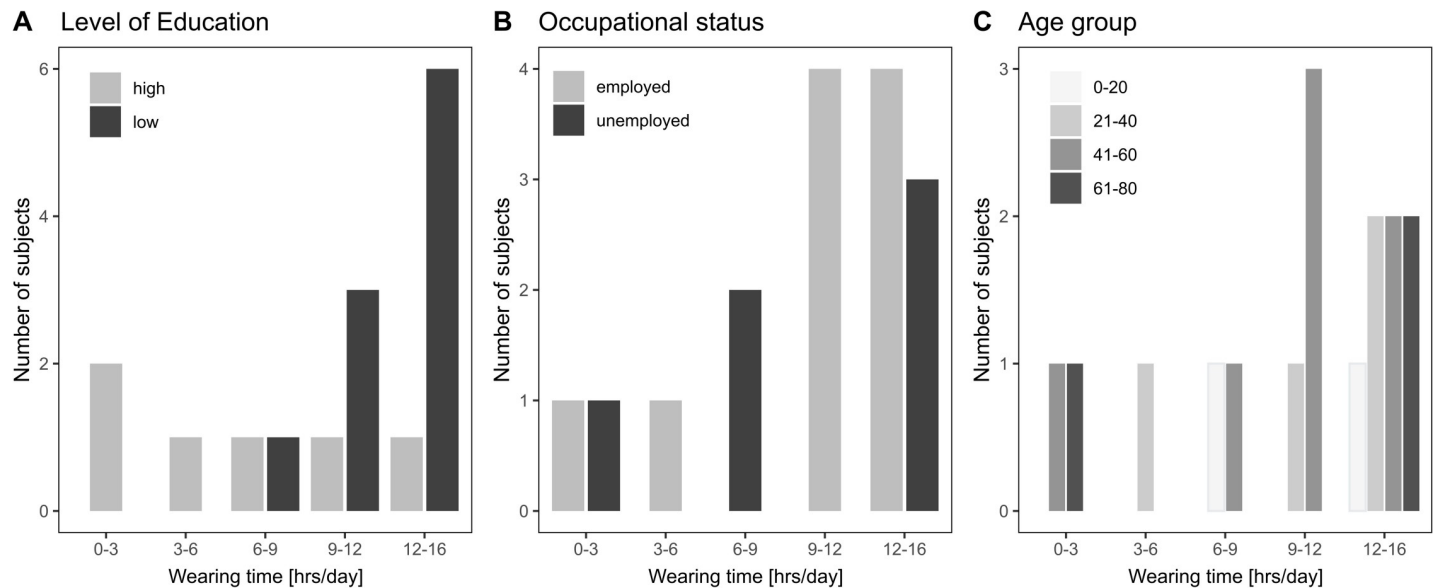 A Level of Education
high
low
Number of subjects
6
4
2
0
0-3 3-6 6-9 9-12 12-16
Wearing time [hrs/day]
B Occupational status
employed
unemployed
Number of subjects
4
3
2
1
0
0-3 3-6 6-9 9-12 12-16
Wearing time [hrs/day]
C Age group
0-20
21-40
41-60
61-80
Number of subjects
3
2
1
0
0-3 3-6 6-9 9-12 12-16
Wearing time [hrs/day]